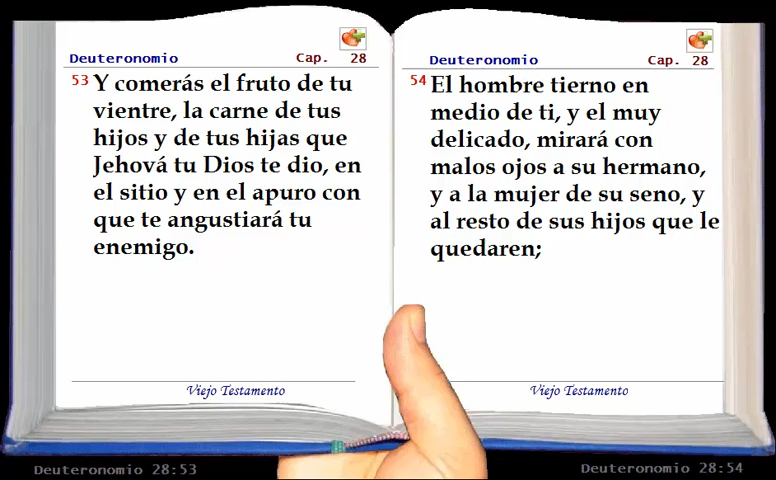 Deuteronomio Cap. 28
53 Y comerás el fruto de tu
vientre, la carne de tus
hijos y de tus hijas que
Jehová tu Dios te dio, en
el sitio y en el apuro con
que te angustiará tu
enemigo.
Viejo Testamento
Deuteronomio 28:53
Deuteronomio Cap. 28
54 El hombre tierno en
medio de ti, y el muy
delicado, mirará con
malos ojos a su hermano,
y a la mujer de su seno, y
al resto de sus hijos que le
quedaren;
Viejo Testamento
Deuteronomio 28:54